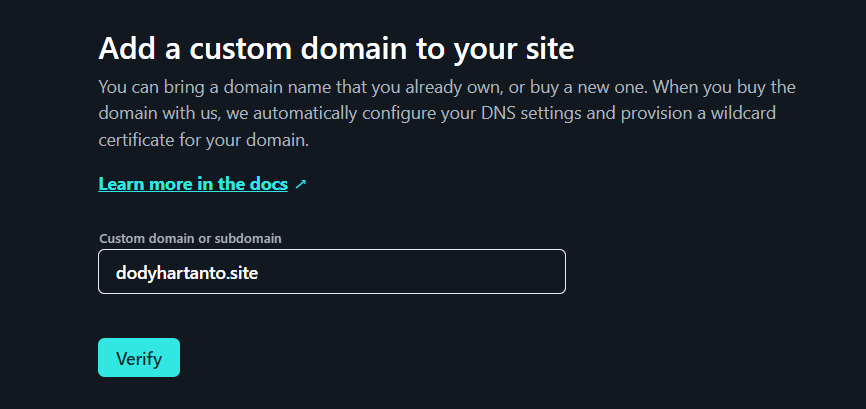 Add a custom domain to your site
You can bring a domain name that you already own, or buy a new one. When you buy the
domain with us, we automatically configure your DNS settings and provision a wildcard
certificate for your domain.
Learn more in the docs ↗
Custom domain or subdomain
dodyhartanto.site
Verify